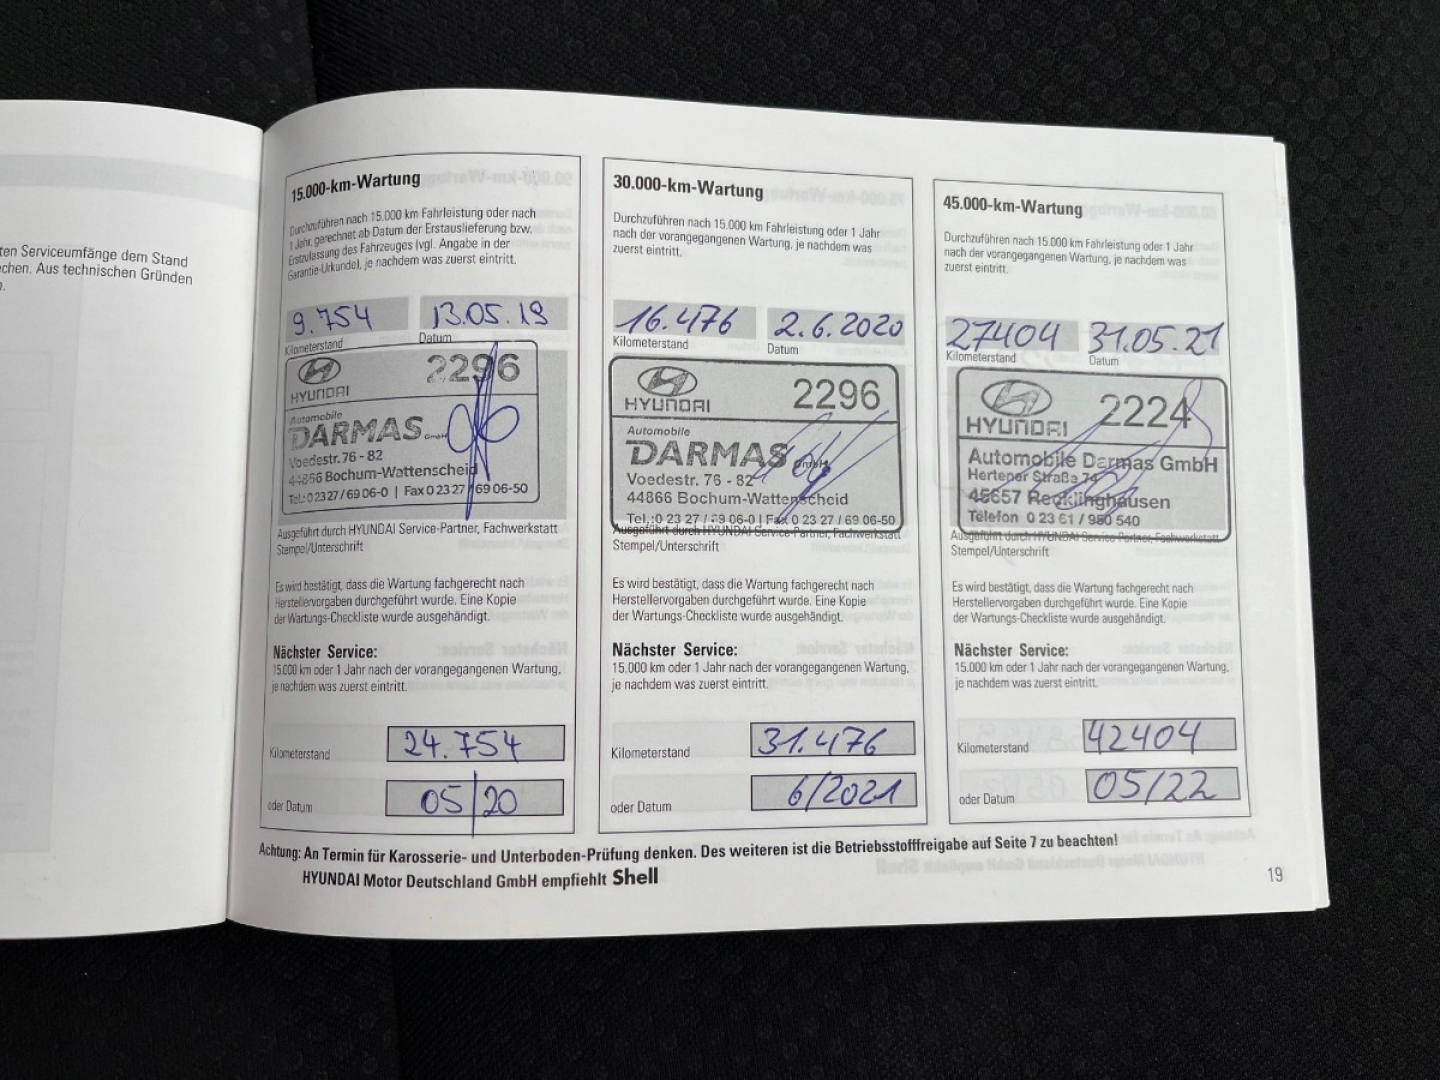 ten Serviceumfänge dem Stand
chen. Aus technischen Gründen
15.000-km-Wartung
Durchzuführen nach 15.000 km Fahrleistung oder nach
1 Jahr, gerechnet ab Datum der Erstauslieferung bzw.
Erstzulassung des Fahrzeuges (vgl. Angabe in der
Garantie-Urkunde), je nachdem was zuerst eintritt.
9.754 13.05.19
Kilometerstand Datum
HYUNDAI 2296
Automobile
DARMAS GmbH
Voedestr. 76 - 82
44866 Bochum-Wattenscheid
Tel.: 0 23 27 / 69 06-0 | Fax 0 23 27 / 69 06-50
Ausgeführt durch HYUNDAI Service-Partner, Fachwerkstatt
Stempel/Unterschrift
Es wird bestätigt, dass die Wartung fachgerecht nach
Herstellervorgaben durchgeführt wurde. Eine Kopie
der Wartungs-Checkliste wurde ausgehändigt.
Nächster Service:
15.000 km oder 1 Jahr nach der vorangegangenen Wartung,
je nachdem was zuerst eintritt.
Kilometerstand 24.754
oder Datum 05/20
30.000-km-Wartung
Durchzuführen nach 15.000 km Fahrleistung oder 1 Jahr
nach der vorangegangenen Wartung, je nachdem was
zuerst eintritt.
16.476 2.6.2020
Kilometerstand Datum
HYUNDAI 2296
Automobile
DARMAS GmbH
Voedestr. 76 - 82
44866 Bochum-Wattenscheid
Tel.: 0 23 27 / 69 06-0 | Fax 0 23 27 / 69 06-50
Ausgeführt durch HYUNDAI Service-Partner, Fachwerkstatt
Stempel/Unterschrift
Es wird bestätigt, dass die Wartung fachgerecht nach
Herstellervorgaben durchgeführt wurde. Eine Kopie
der Wartungs-Checkliste wurde ausgehändigt.
Nächster Service:
15.000 km oder 1 Jahr nach der vorangegangenen Wartung,
je nachdem was zuerst eintritt.
Kilometerstand 31.476
oder Datum 6/2021
45.000-km-Wartung
Durchzuführen nach 15.000 km Fahrleistung oder 1 Jahr
nach der vorangegangenen Wartung, je nachdem was
zuerst eintritt.
27404 31.05.21
Kilometerstand Datum
HYUNDAI 2224
Automobile Darmas GmbH
Hertener Straße 74
45657 Recklinghausen
Telefon 0 23 61 / 980 540
Ausgeführt durch HYUNDAI Service-Partner, Fachwerkstatt
Stempel/Unterschrift
Es wird bestätigt, dass die Wartung fachgerecht nach
Herstellervorgaben durchgeführt wurde. Eine Kopie
der Wartungs-Checkliste wurde ausgehändigt.
Nächster Service:
15.000 km oder 1 Jahr nach der vorangegangenen Wartung,
je nachdem was zuerst eintritt.
Kilometerstand 42404
oder Datum 05/22
Achtung: An Termin für Karosserie- und Unterboden-Prüfung denken. Des weiteren ist die Betriebsstofffreigabe auf Seite 7 zu beachten!
HYUNDAI Motor Deutschland GmbH empfiehlt Shell
19